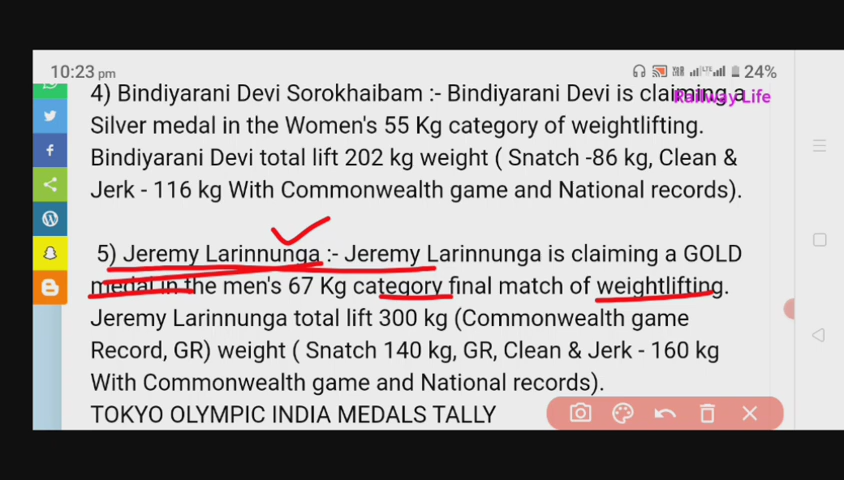 10:23 pm
24%
4) Bindiyarani Devi Sorokhaibam :- Bindiyarani Devi is claiming a
Railway Life
Silver medal in the Women's 55 Kg category of weightlifting.
Bindiyarani Devi total lift 202 kg weight ( Snatch -86 kg, Clean &
Jerk - 116 kg With Commonwealth game and National records).
5) Jeremy Larinnunga :- Jeremy Larinnunga is claiming a GOLD
medal in the men's 67 Kg category final match of weightlifting.
Jeremy Larinnunga total lift 300 kg (Commonwealth game
Record, GR) weight ( Snatch 140 kg, GR, Clean & Jerk - 160 kg
With Commonwealth game and National records).
TOKYO OLYMPIC INDIA MEDALS TALLY